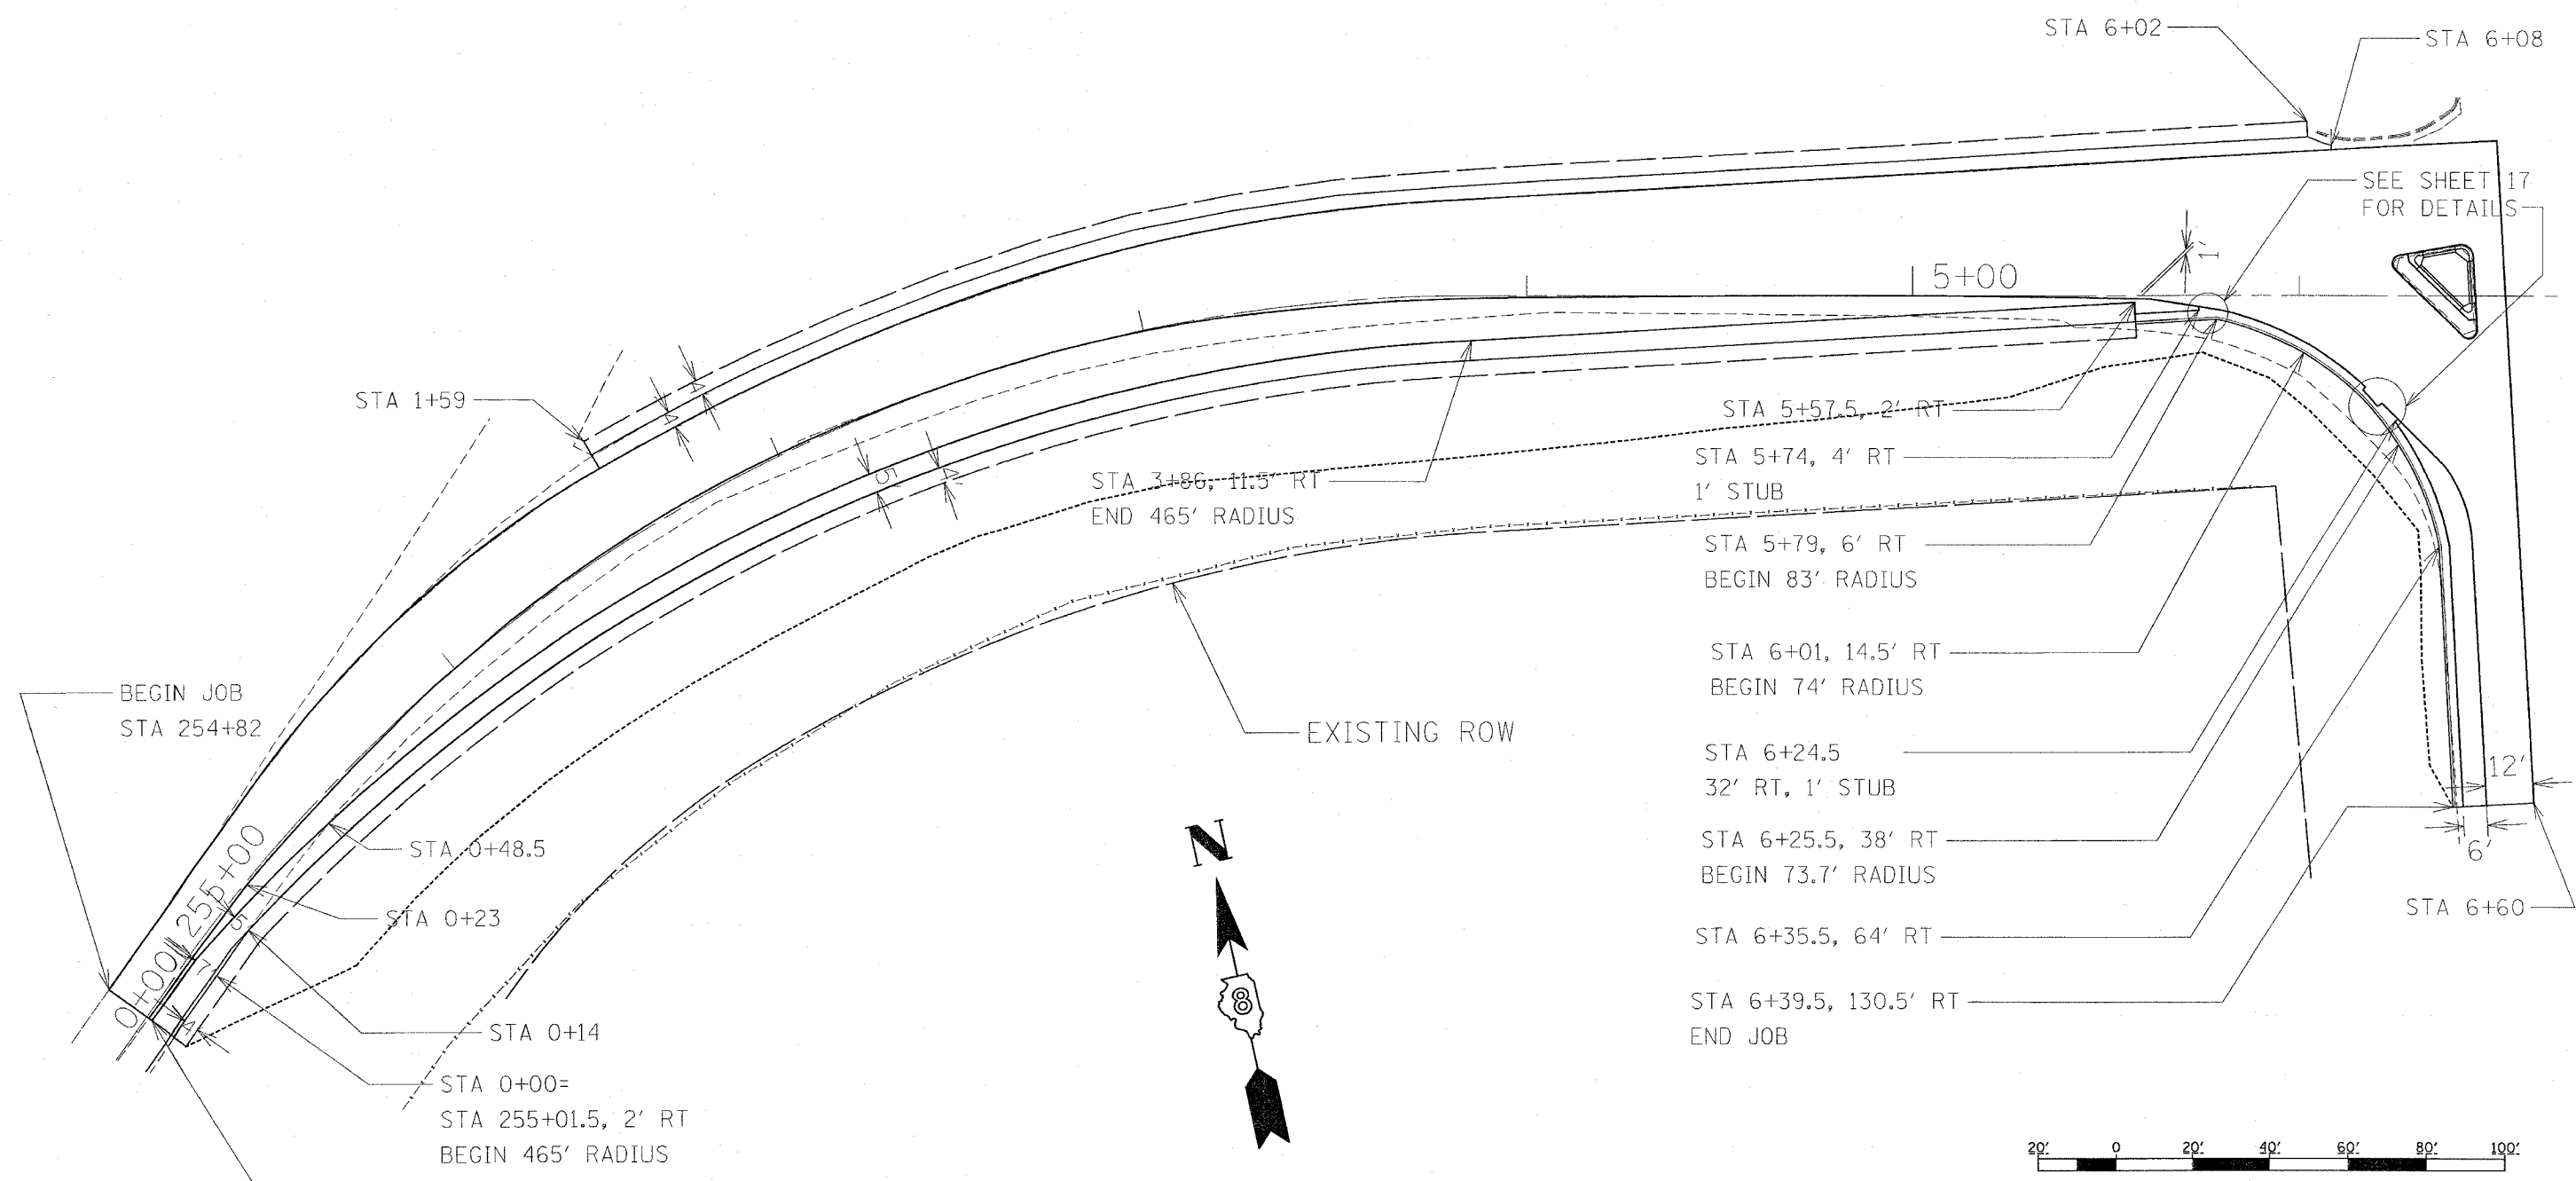 STA 6+02
STA 6+08
SEE SHEET 17
FOR DETAILS
1'
5+00
STA 1+59
4'
4'
STA 5+57.5, 2' RT
STA 5+74, 4' RT
1' STUB
5'
4'
STA 3+86, 11.5' RT
END 465' RADIUS
STA 5+79, 6' RT
BEGIN 83' RADIUS
STA 6+01, 14.5' RT
BEGIN 74' RADIUS
BEGIN JOB
STA 254+82
EXISTING ROW
STA 6+24.5
32' RT, 1' STUB
12'
STA 6+25.5, 38' RT
BEGIN 73.7' RADIUS
6'
N
STA 0+48.5
255+00
STA 0+23
5'
STA 6+60
STA 6+35.5, 64' RT
0+00
7'
4'
8
STA 0+14
STA 6+39.5, 130.5' RT
END JOB
STA 0+00=
STA 255+01.5, 2' RT
BEGIN 465' RADIUS
20' 0 20' 40' 60' 80' 100'